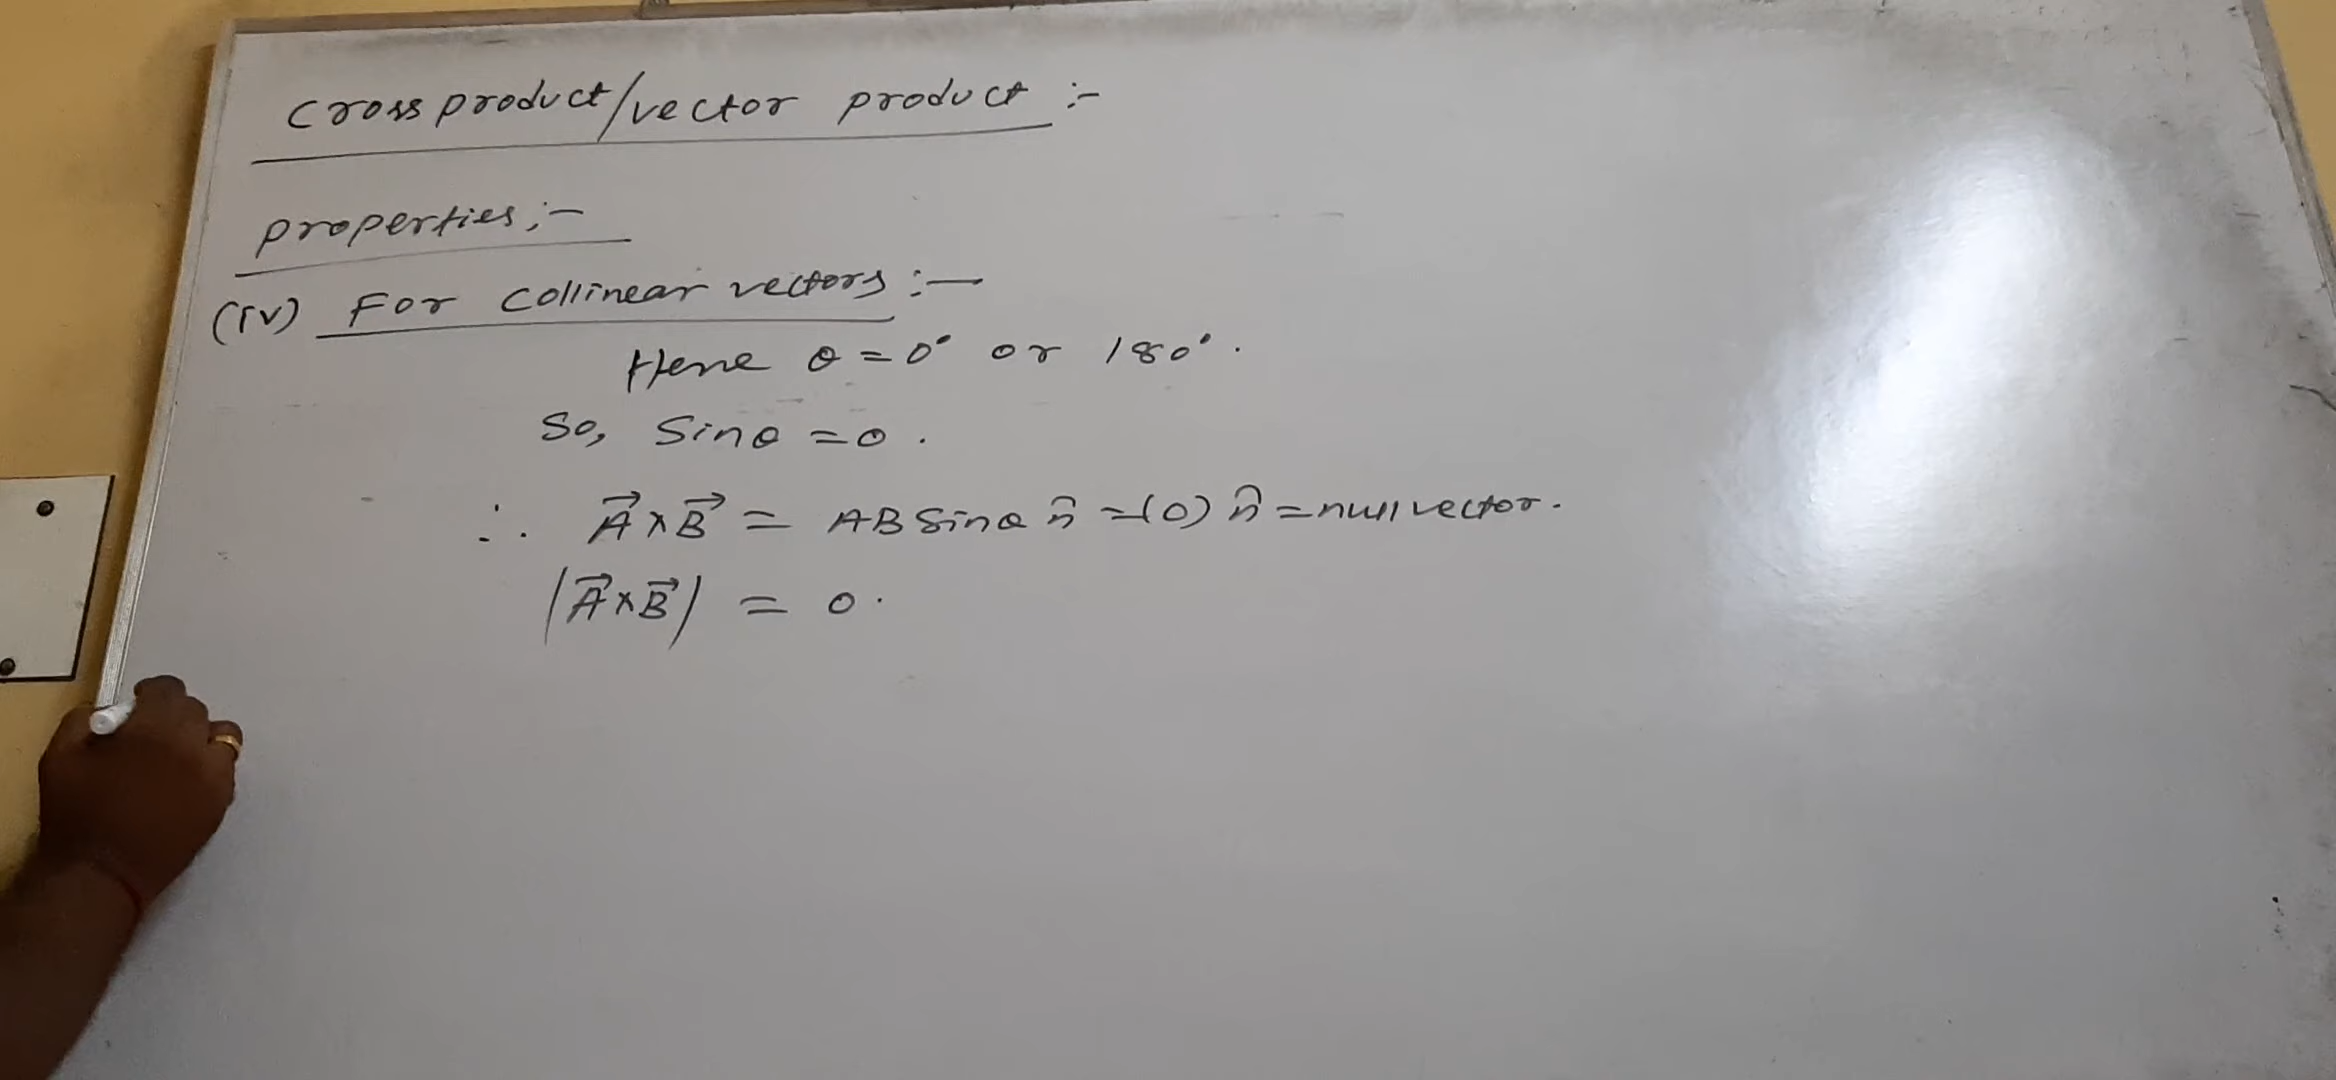 Cross product/vector product :-
properties :-
(iv) For Collinear vectors :-
Here θ = 0° or 180°.
So, Sinθ = 0.
∴ A⃗ × B⃗ = AB Sinθ n̂ = (0) n̂ = null vector.
|A⃗ × B⃗| = 0.